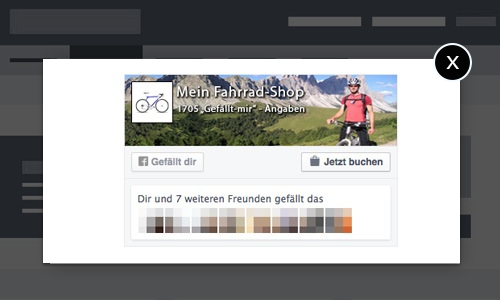 X
Mein Fahrrad-Shop
1705 „Gefällt-mir" - Angaben
Gefällt dir
Jetzt buchen
Dir und 7 weiteren Freunden gefällt das